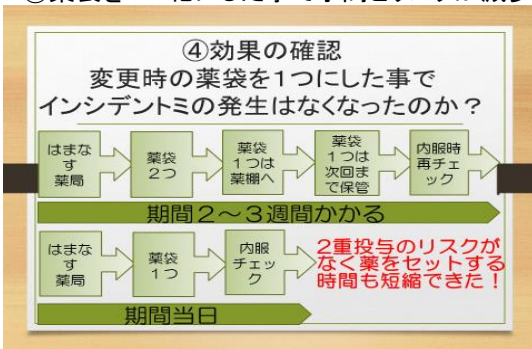 ④効果の確認
変更時の薬袋を1つにした事で
インシデントミの発生はなくなったのか？
はまな
す
薬局
薬袋
2つ
薬袋
1つは
薬棚へ
薬袋
1つは
次回ま
で保管
内服時
再チェ
ック
期間2～3週間かかる
はまな
す
薬局
薬袋
1つ
内服
チェッ
ク
2重投与のリスクが
なく薬をセットする
時間も短縮できた！
期間当日